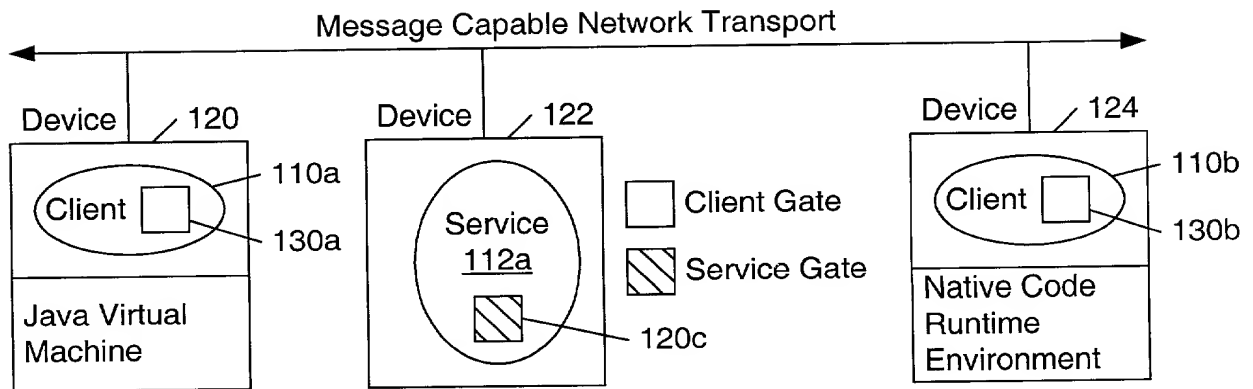 Message Capable Network Transport
Device
120
Client
110a
130a
Java Virtual
Machine
Device
122
Service
112a
120c
Client Gate
Service Gate
Device
124
Client
110b
130b
Native Code
Runtime
Environment